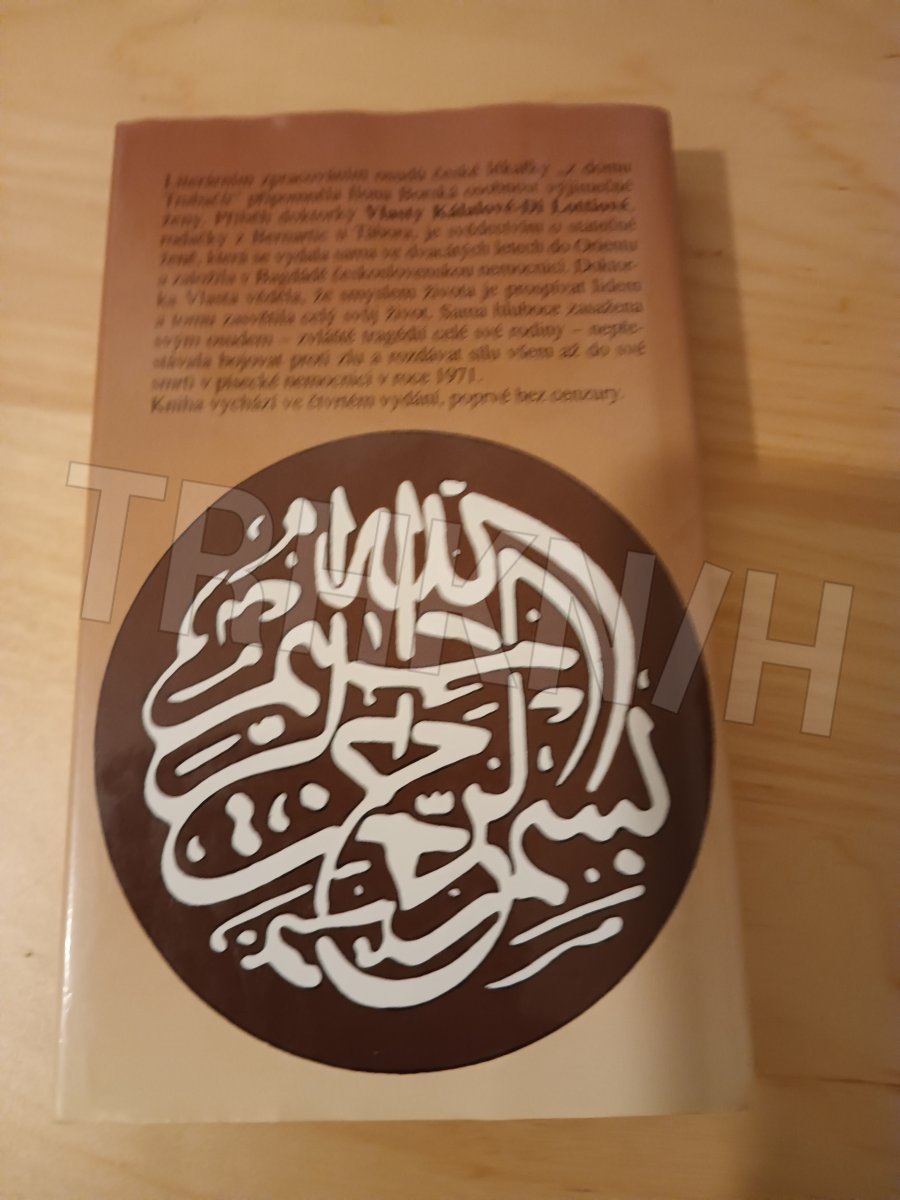 Literárním zpracováním osudů české lékařky „z domu
Trubačů“ připomněla Ilona Borská osobnost výjimečné
ženy. Příběh doktorky Vlasty Kálalové-Di Lottiové,
rodačky z Bernartic u Tábora, je svědectvím o statečné
ženě, která se vydala sama ve dvacátých letech do Orientu
a založila v Bagdádě československou nemocnici. Doktor-
ka Vlasta věděla, že smyslem života je prospívat lidem
a tomu zasvětila celý svůj život. Sama hluboce zasažena
svým osudem – zvláště tragédií celé své rodiny – nepře-
stávala bojovat proti zlu a rozdávat sílu všem až do své
smrti v písecké nemocnici v roce 1971.
Kniha vychází ve čtvrtém vydání, poprvé bez cenzury.
بسم الله الرحمن الرحيم
TRHKNIH